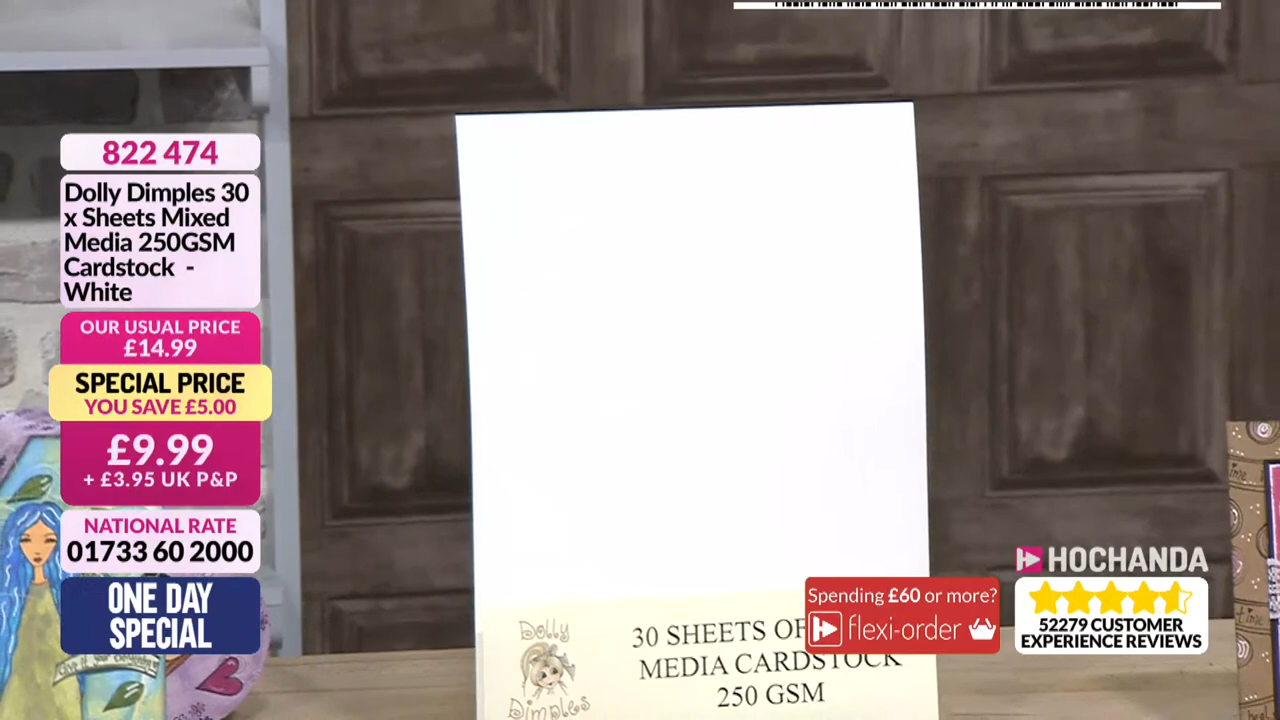 822 474
Dolly Dimples 30
x Sheets Mixed
Media 250GSM
Cardstock -
White
OUR USUAL PRICE
£14.99
SPECIAL PRICE
YOU SAVE £5.00
£9.99
+ £3.95 UK P&P
NATIONAL RATE
01733 60 2000
ONE DAY
SPECIAL
Dolly
Dimples
30 SHEETS OF
MEDIA CARDSTOCK
250 GSM
Spending £60 or more?
flexi-order
HOCHANDA
52279 CUSTOMER
EXPERIENCE REVIEWS
time